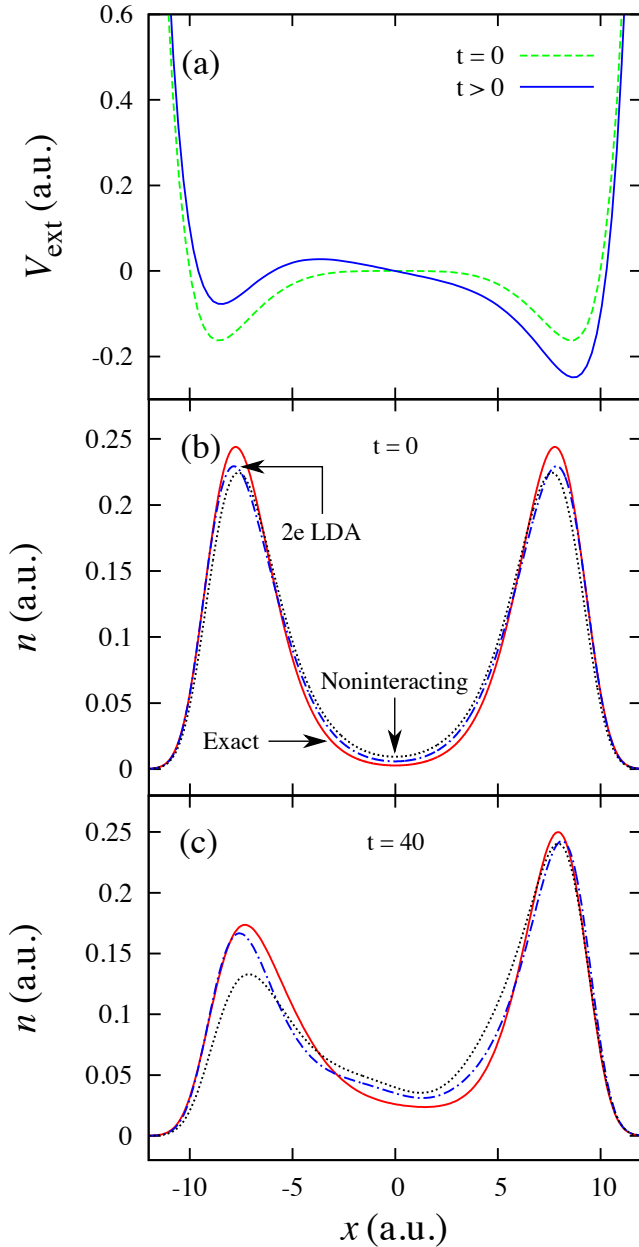 0.6
(a)
t = 0
t > 0
0.4
0.2
0
-0.2
V_ext (a.u.)
0.25
(b)
t = 0
0.2
2e LDA
0.15
n (a.u.)
0.1
Noninteracting
0.05
Exact
0
0.25
(c)
t = 40
0.2
0.15
n (a.u.)
0.1
0.05
0
-10 -5 0 5 10
x (a.u.)